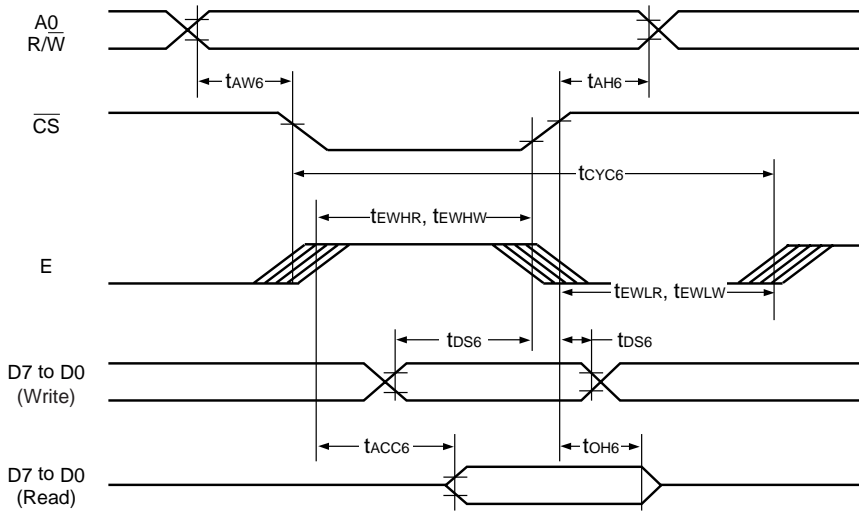 A0
R/W̅
tAW6
tAH6
C̅S̅
tCYC6
tEWHR, tEWHW
E
tEWLR, tEWLW
tDS6
tDS6
D7 to D0
(Write)
tACC6
tOH6
D7 to D0
(Read)